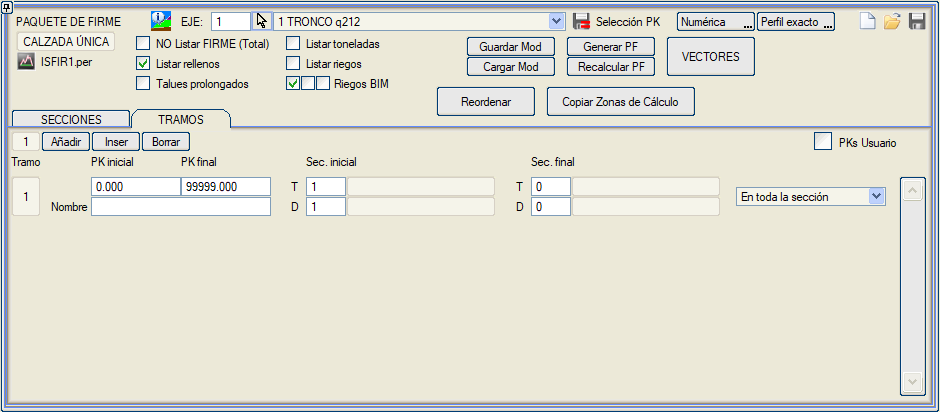 PAQUETE DE FIRME EJE: 1 1 TRONCO q212 Selección PK Numérica ... Perfil exacto ...
CALZADA ÚNICA NO Listar FIRME (Total) Listar toneladas Guardar Mod Generar PF VECTORES
ISFIR1.per Listar rellenos Listar riegos Cargar Mod Recalcular PF
Talues prolongados Riegos BIM
Reordenar Copiar Zonas de Cálculo
SECCIONES TRAMOS
1 Añadir Inser Borrar PKs Usuario
Tramo PK inicial PK final Sec. inicial Sec. final
1 0.000 99999.000 T 1 T 0 En toda la sección
Nombre D 1 D 0